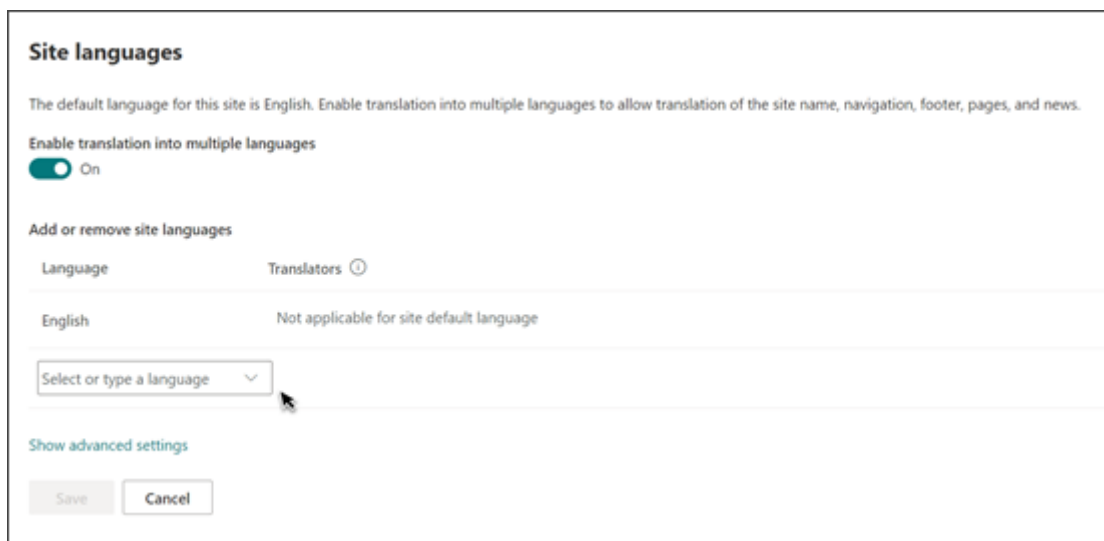 Site languages
The default language for this site is English. Enable translation into multiple languages to allow translation of the site name, navigation, footer, pages, and news.
Enable translation into multiple languages
On
Add or remove site languages
Language Translators
English Not applicable for site default language
Select or type a language
Show advanced settings
Save Cancel